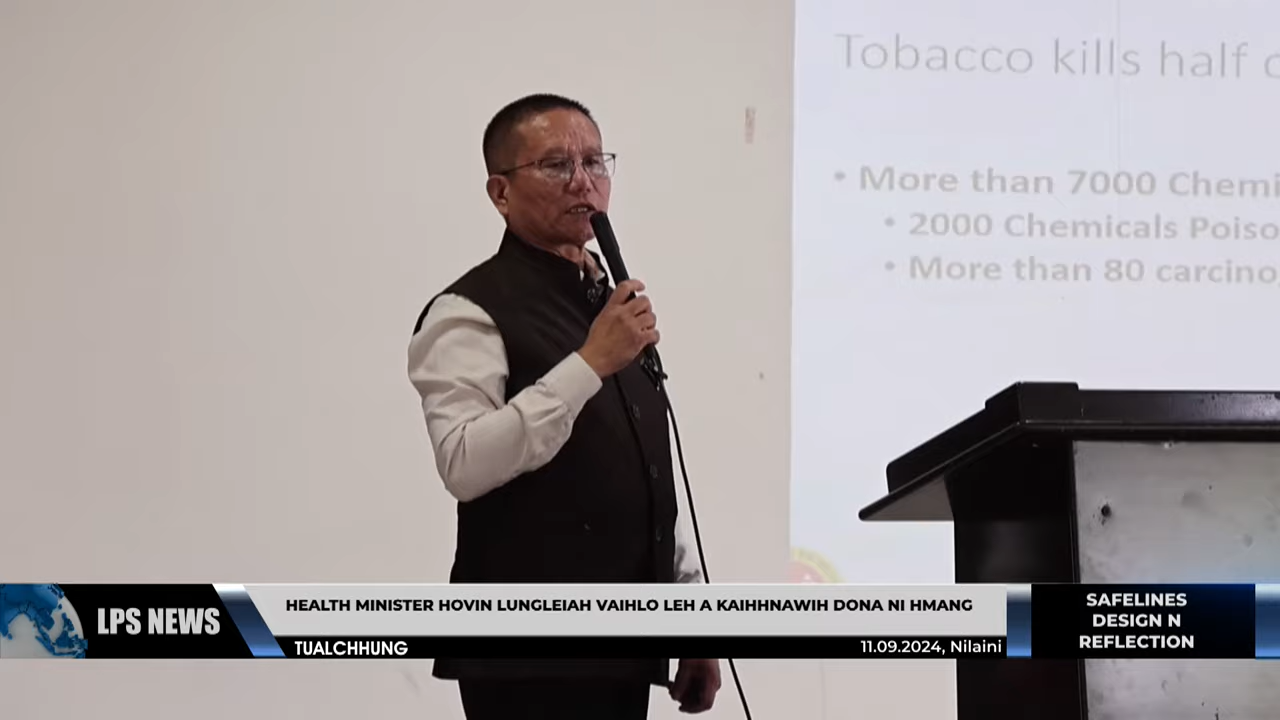 Tobacco kills half
• More than 7000 Chemi
• 2000 Chemicals Poiso
• More than 80 carcino
LPS NEWS
HEALTH MINISTER HOVIN LUNGLEIAH VAIHLO LEH A KAIHHNAWIH DONA NI HMANG
TUALCHHUNG
11.09.2024, Nilaini
SAFELINES
DESIGN N
REFLECTION